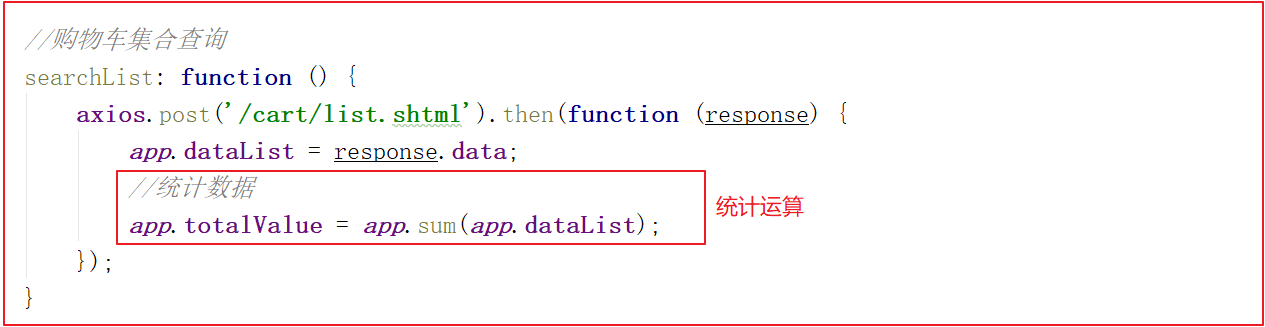 //购物车集合查询
searchList: function () {
axios.post('/cart/list.shtml').then(function (response) {
app.dataList = response.data;
//统计数据
app.totalValue = app.sum(app.dataList);
统计运算
});
}